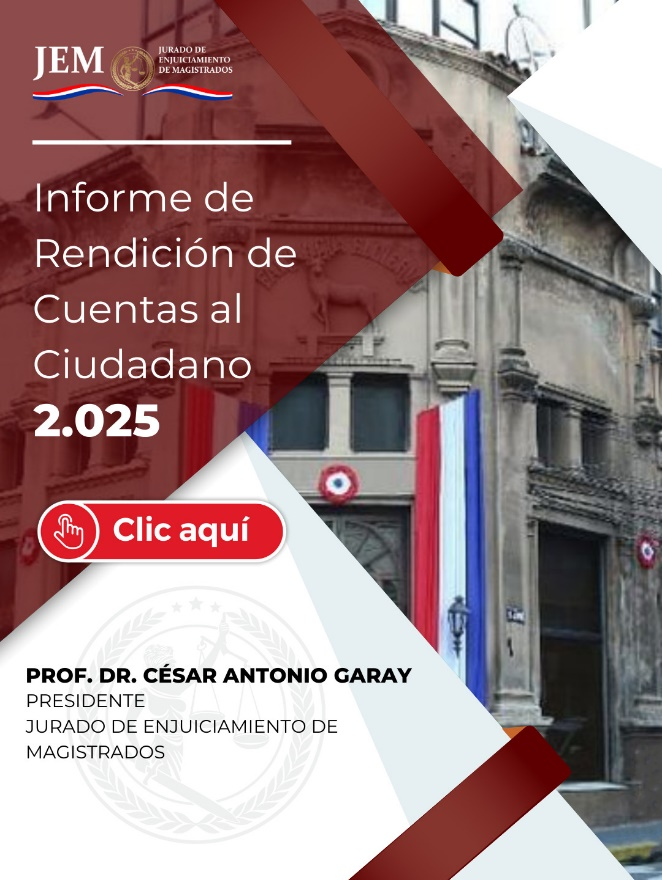 JEM
JURADO DE
ENJUICIAMIENTO
DE MAGISTRADOS
Informe de
Rendición de
Cuentas al
Ciudadano
2.025
Clic aquí
PROF. DR. CÉSAR ANTONIO GARAY
PRESIDENTE
JURADO DE ENJUICIAMIENTO DE
MAGISTRADOS